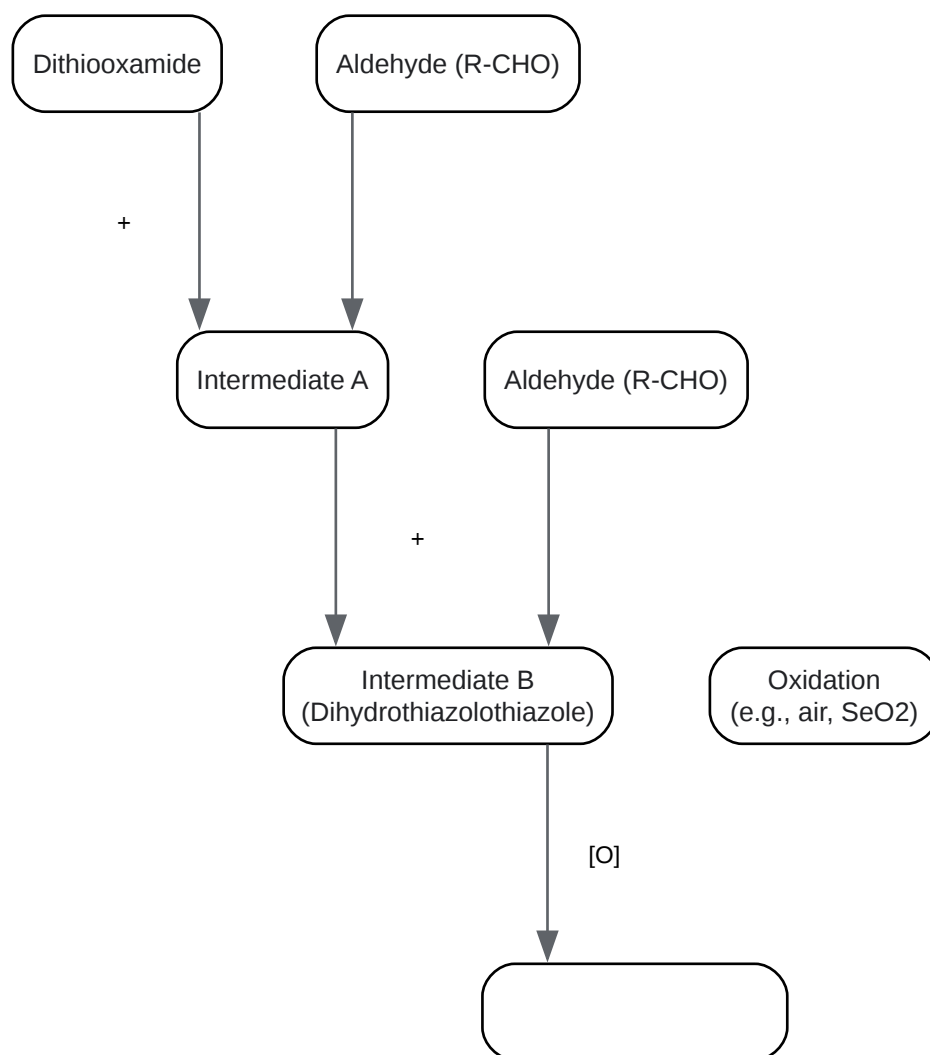 Dithiooxamide
Aldehyde (R-CHO)
+
Intermediate A
Aldehyde (R-CHO)
+
Intermediate B
(Dihydrothiazolothiazole)
Oxidation
(e.g., air, SeO2)
[O]